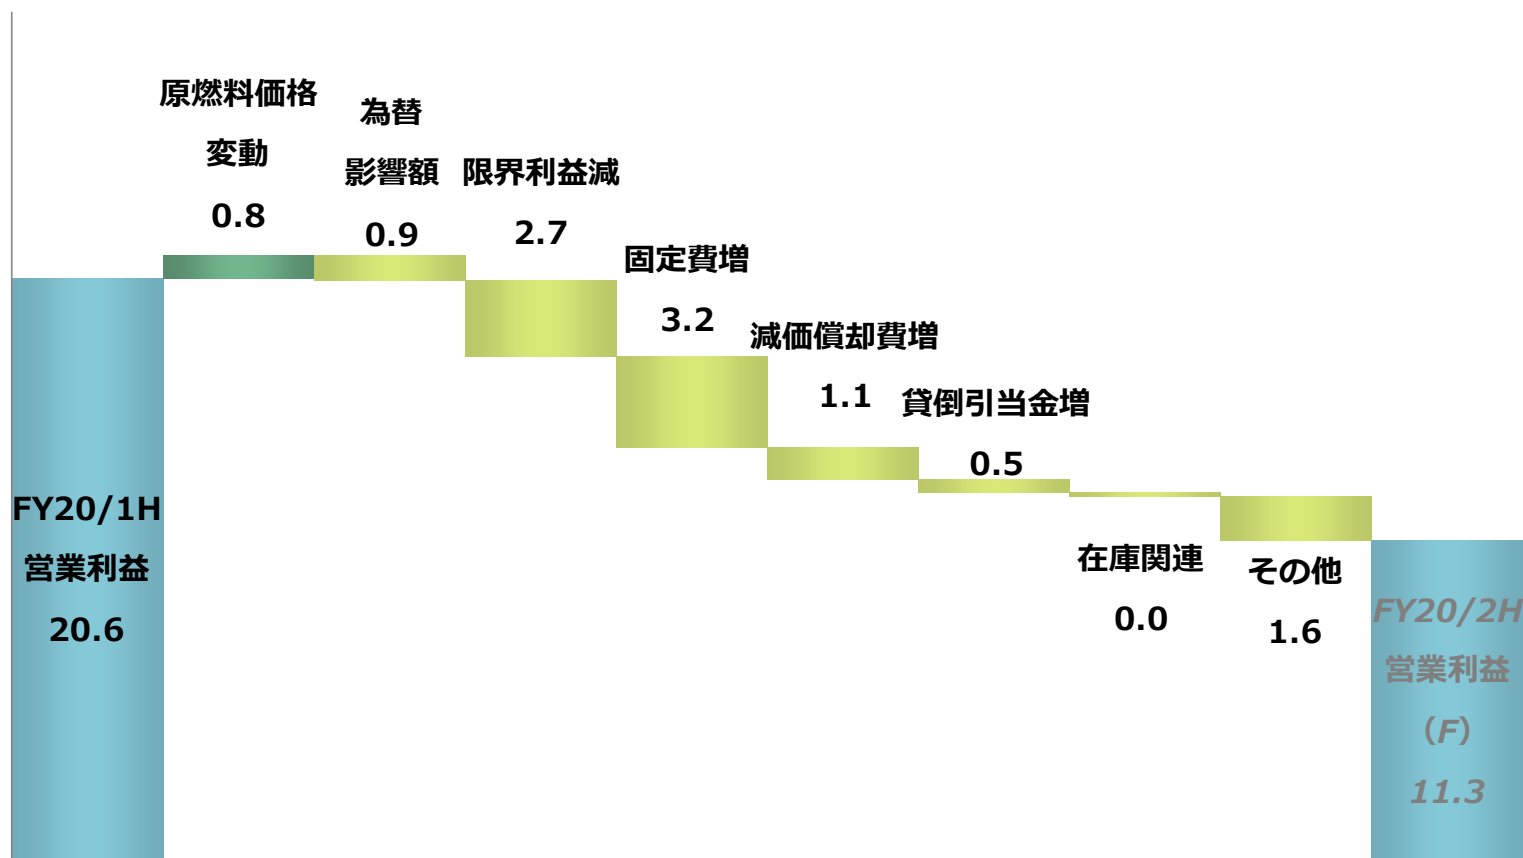 原燃料価格
変動
0.8
為替
影響額
0.9
限界利益減
2.7
固定費増
3.2
減価償却費増
1.1
貸倒引当金増
0.5
在庫関連
0.0
その他
1.6
FY20/1H
営業利益
20.6
FY20/2H
営業利益
（F）
11.3